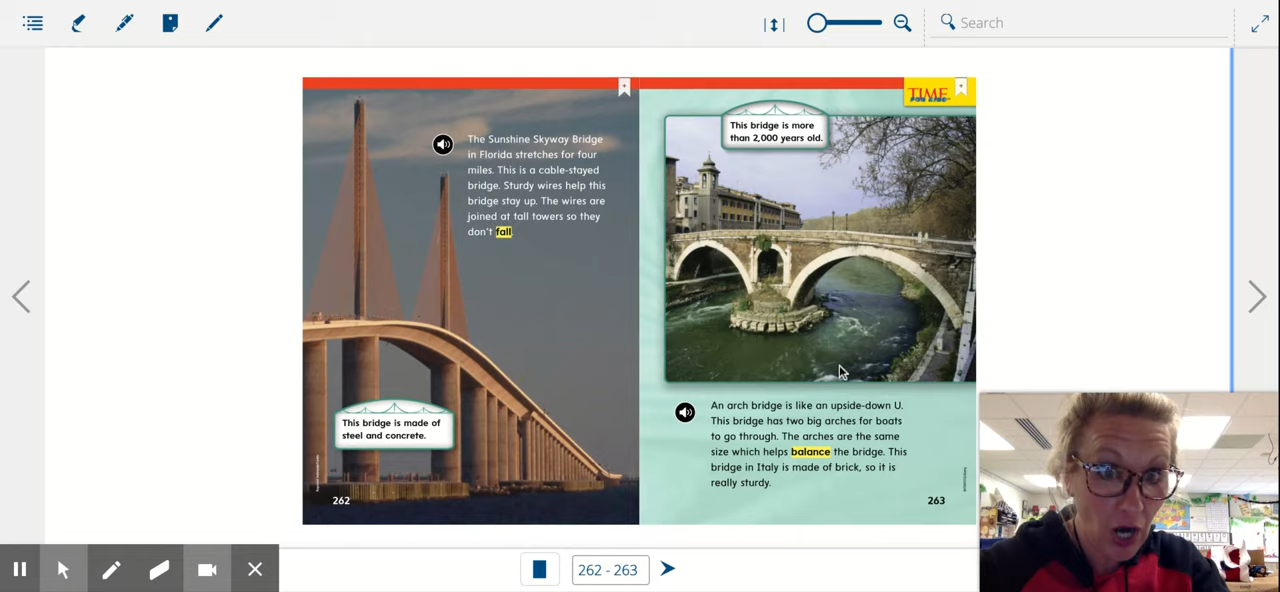 Search
TIME
FOR KIDS
The Sunshine Skyway Bridge
in Florida stretches for four
miles. This is a cable-stayed
bridge. Sturdy wires help this
bridge stay up. The wires are
joined at tall towers so they
don't fall.
This bridge is made of
steel and concrete.
262
This bridge is more
than 2,000 years old.
An arch bridge is like an upside-down U.
This bridge has two big arches for boats
to go through. The arches are the same
size which helps balance the bridge. This
bridge in Italy is made of brick, so it is
really sturdy.
263
262 - 263